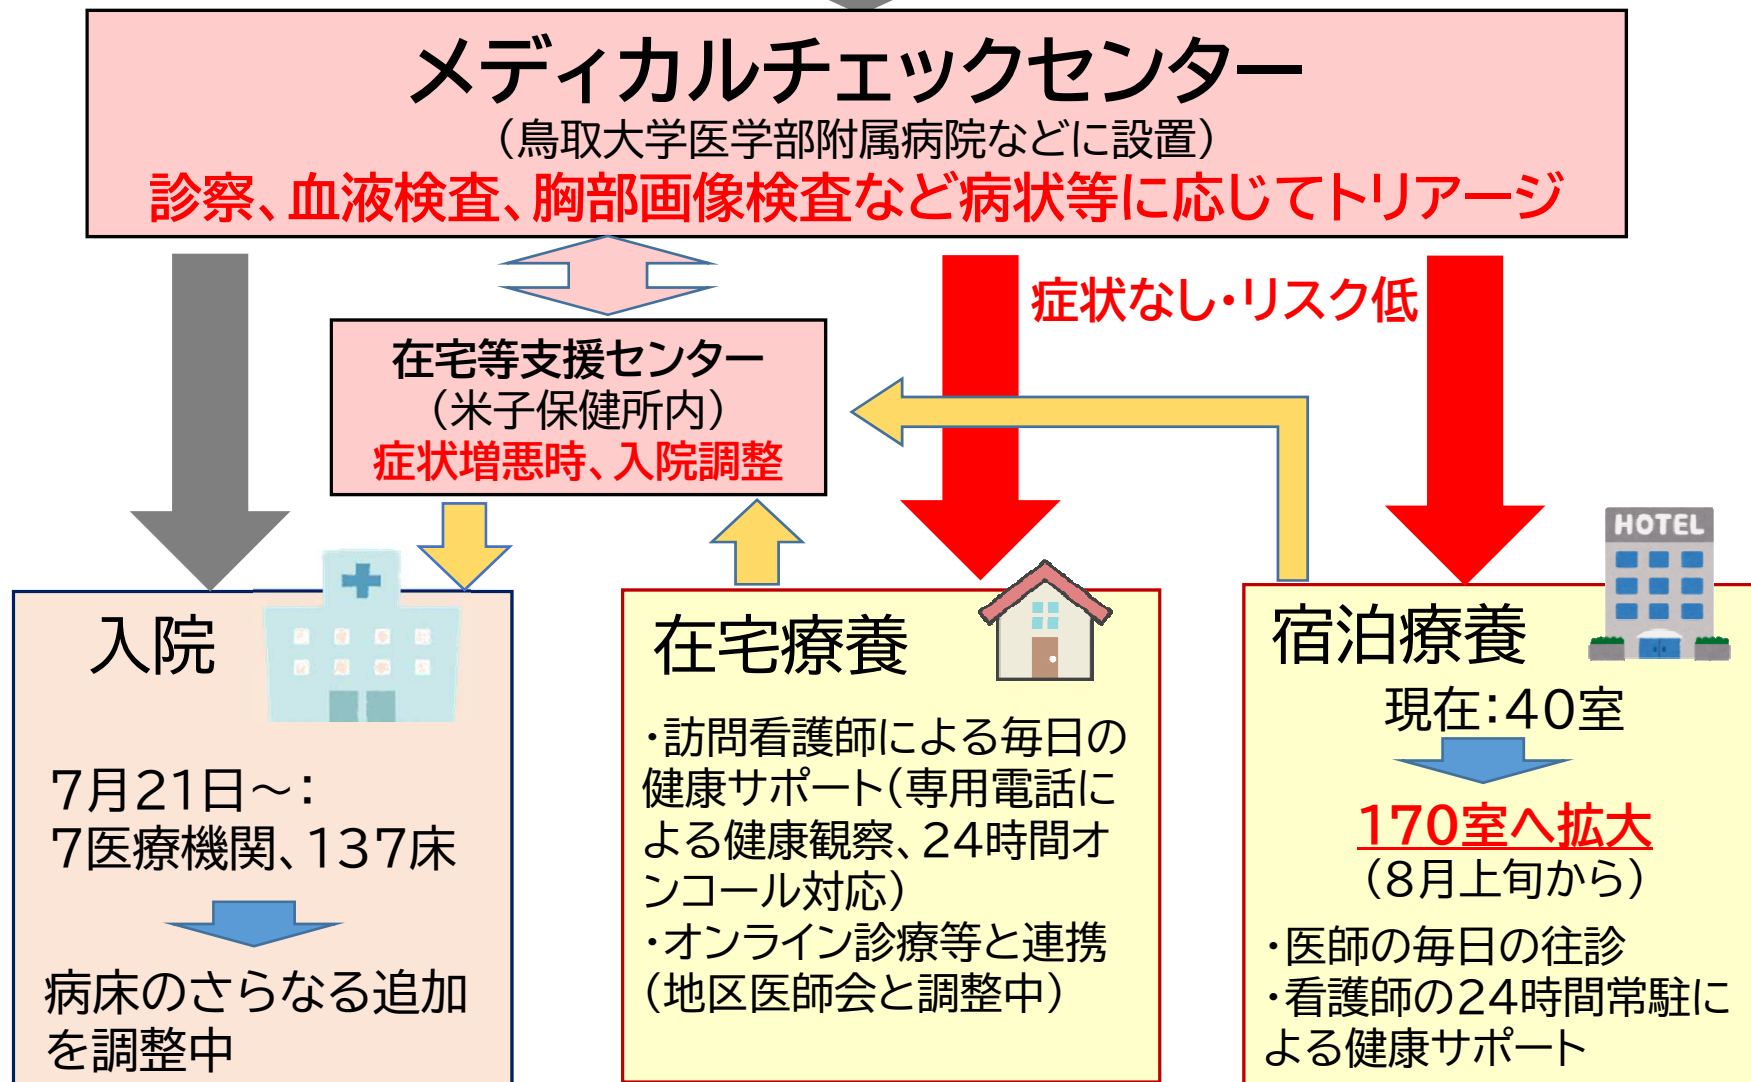 メディカルチェックセンター
（鳥取大学医学部附属病院などに設置）
診察、血液検査、胸部画像検査など病状等に応じてトリアージ
症状なし・リスク低
在宅等支援センター
（米子保健所内）
症状増悪時、入院調整
入院
7月21日～：
7医療機関、137床
病床のさらなる追加
を調整中
在宅療養
・訪問看護師による毎日の
健康サポート（専用電話に
よる健康観察、24時間オ
ンコール対応）
・オンライン診療等と連携
（地区医師会と調整中）
HOTEL
宿泊療養
現在：40室
170室へ拡大
（8月上旬から）
・医師の毎日の往診
・看護師の24時間常駐に
よる健康サポート